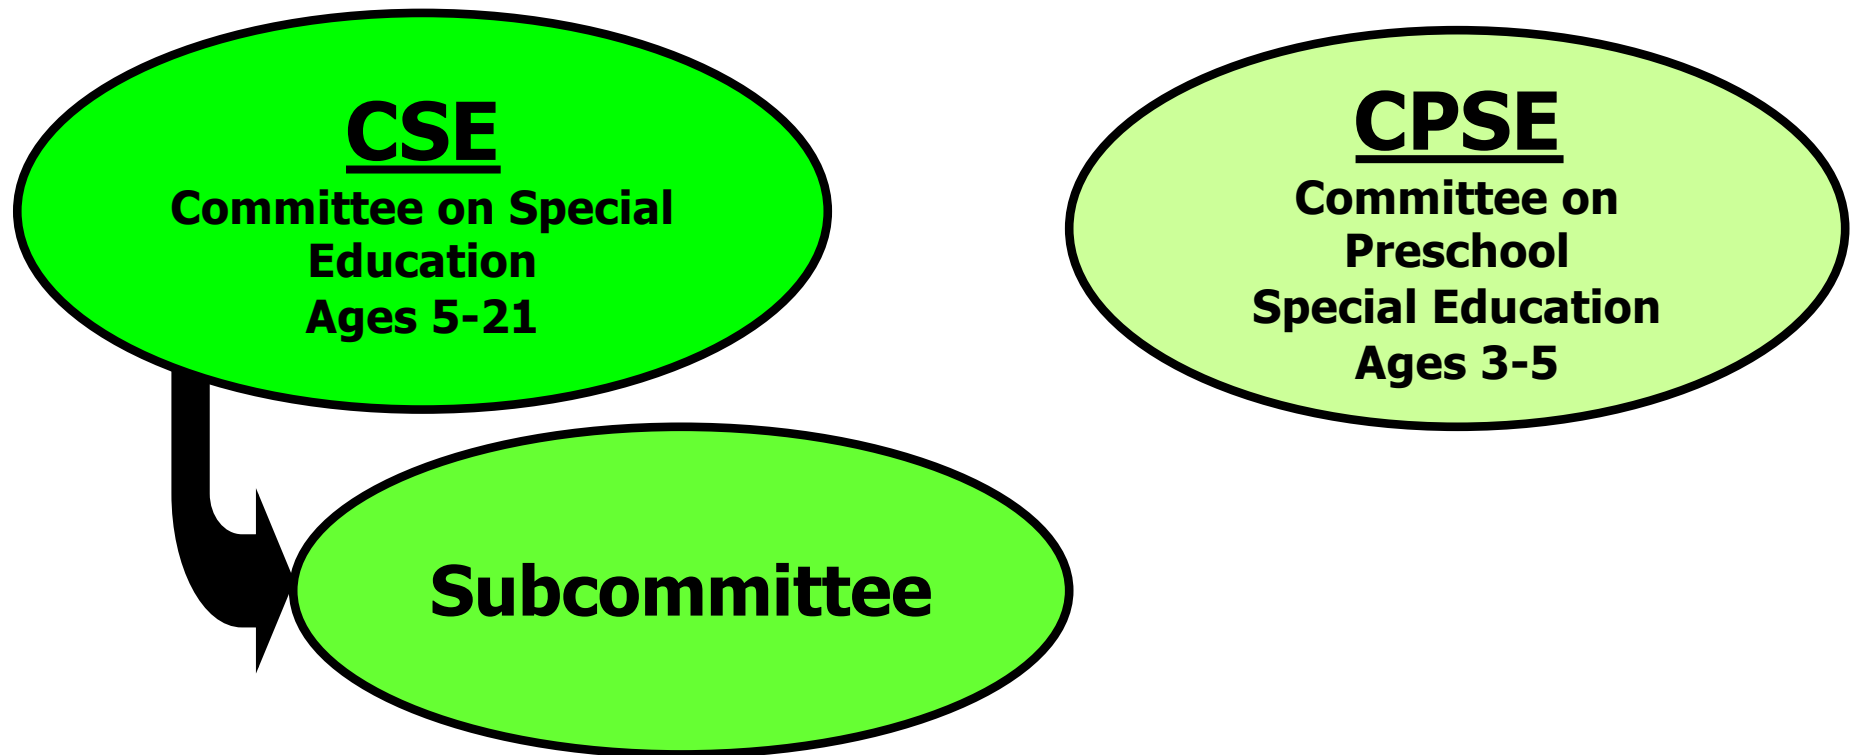 CSE
Committee on Special
Education
Ages 5-21
CPSE
Committee on
Preschool
Special Education
Ages 3-5
Subcommittee